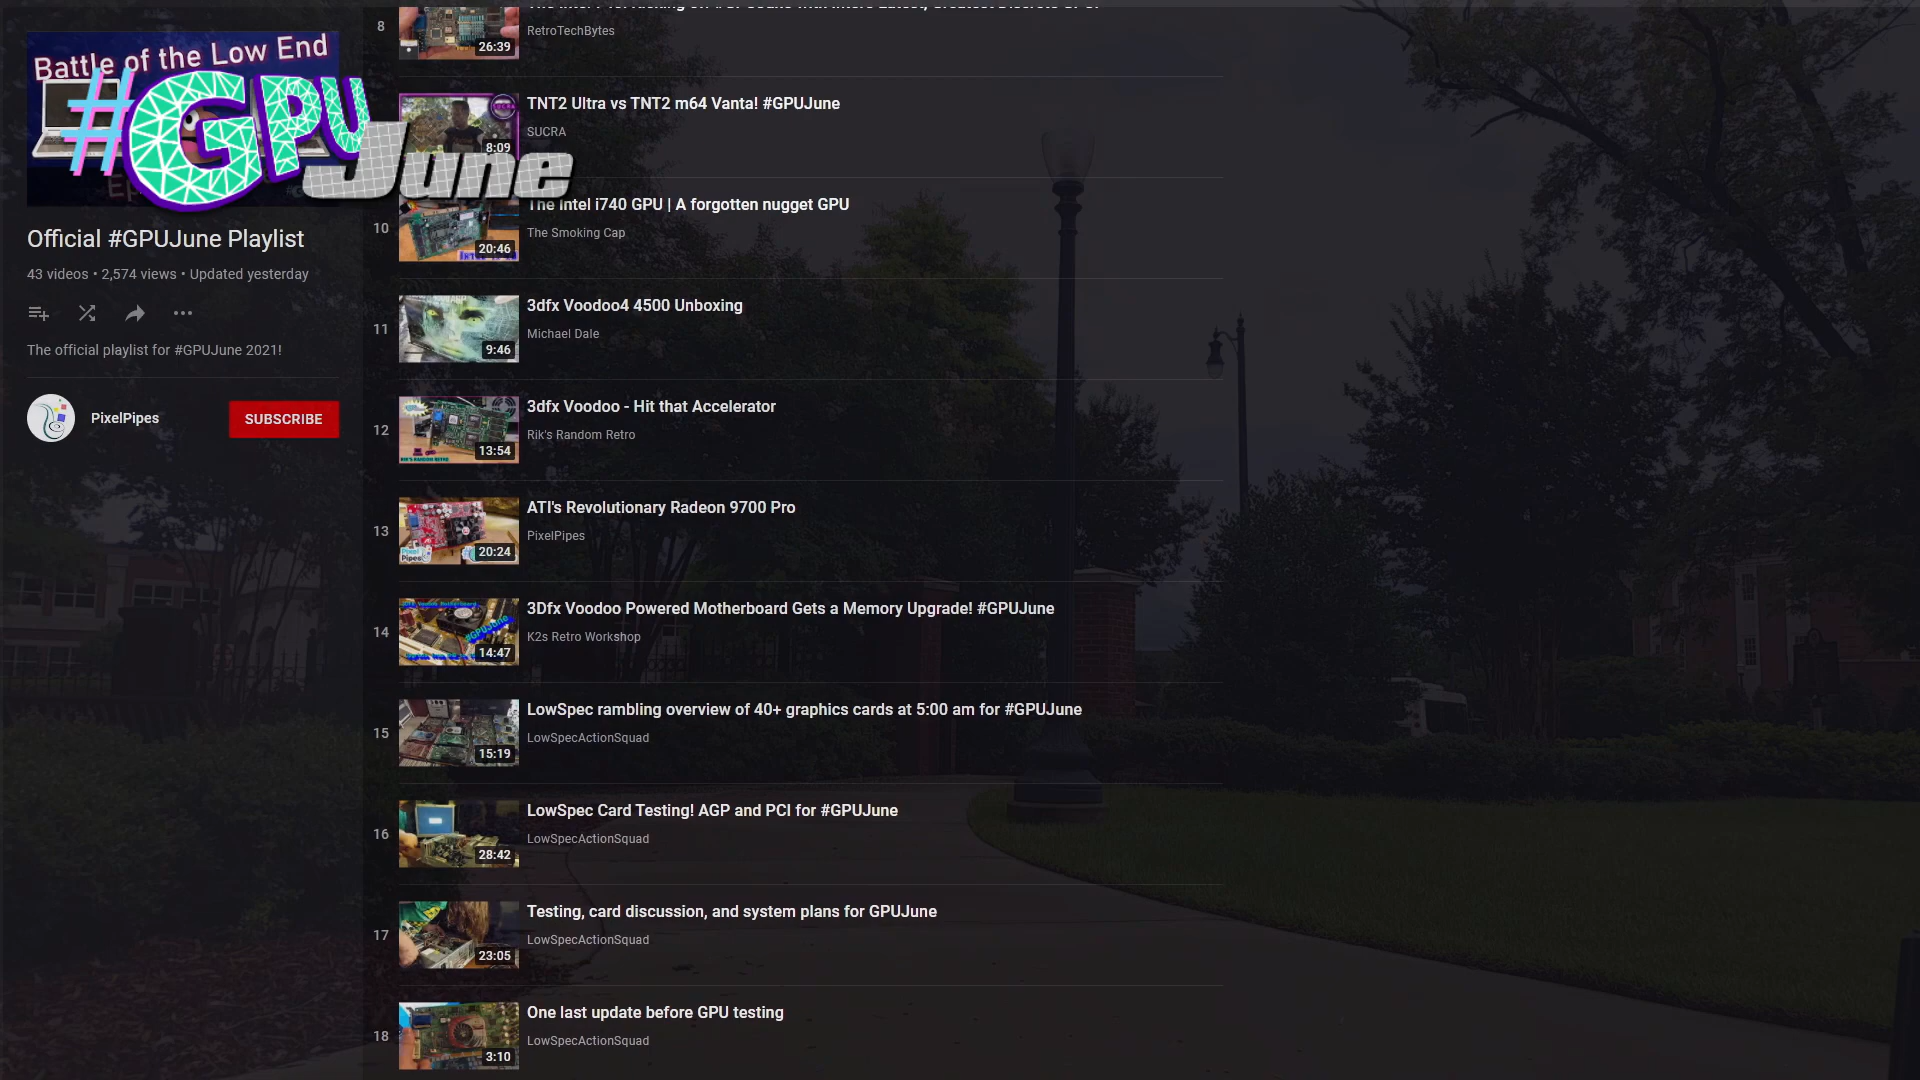 Battle of the Low End
#GPUJune
Official #GPUJune Playlist
43 videos • 2,574 views • Updated yesterday
The official playlist for #GPUJune 2021!
PixelPipes
SUBSCRIBE
8
26:39
RetroTechBytes
8:09
TNT2 Ultra vs TNT2 m64 Vanta! #GPUJune
SUCRA
10
20:46
The Intel i740 GPU | A forgotten nugget GPU
The Smoking Cap
11
9:46
3dfx Voodoo4 4500 Unboxing
Michael Dale
12
13:54
3dfx Voodoo - Hit that Accelerator
Rik's Random Retro
13
20:24
ATI's Revolutionary Radeon 9700 Pro
PixelPipes
14
14:47
3Dfx Voodoo Powered Motherboard Gets a Memory Upgrade! #GPUJune
K2s Retro Workshop
15
15:19
LowSpec rambling overview of 40+ graphics cards at 5:00 am for #GPUJune
LowSpecActionSquad
16
28:42
LowSpec Card Testing! AGP and PCI for #GPUJune
LowSpecActionSquad
17
23:05
Testing, card discussion, and system plans for GPUJune
LowSpecActionSquad
18
3:10
One last update before GPU testing
LowSpecActionSquad